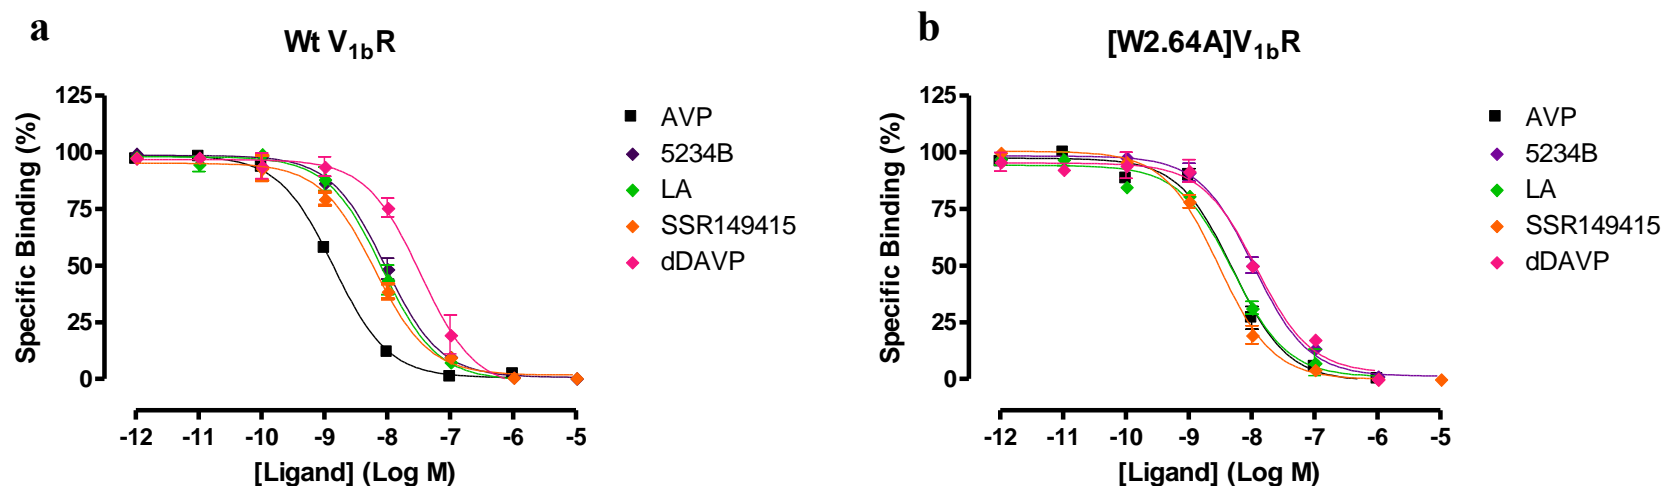 a
Wt V1bR
Specific Binding (%)
125
100
75
50
25
0
-12 -11 -10 -9 -8 -7 -6 -5
[Ligand] (Log M)
AVP
5234B
LA
SSR149415
dDAVP
b
[W2.64A]V1bR
Specific Binding (%)
125
100
75
50
25
0
-12 -11 -10 -9 -8 -7 -6 -5
[Ligand] (Log M)
AVP
5234B
LA
SSR149415
dDAVP